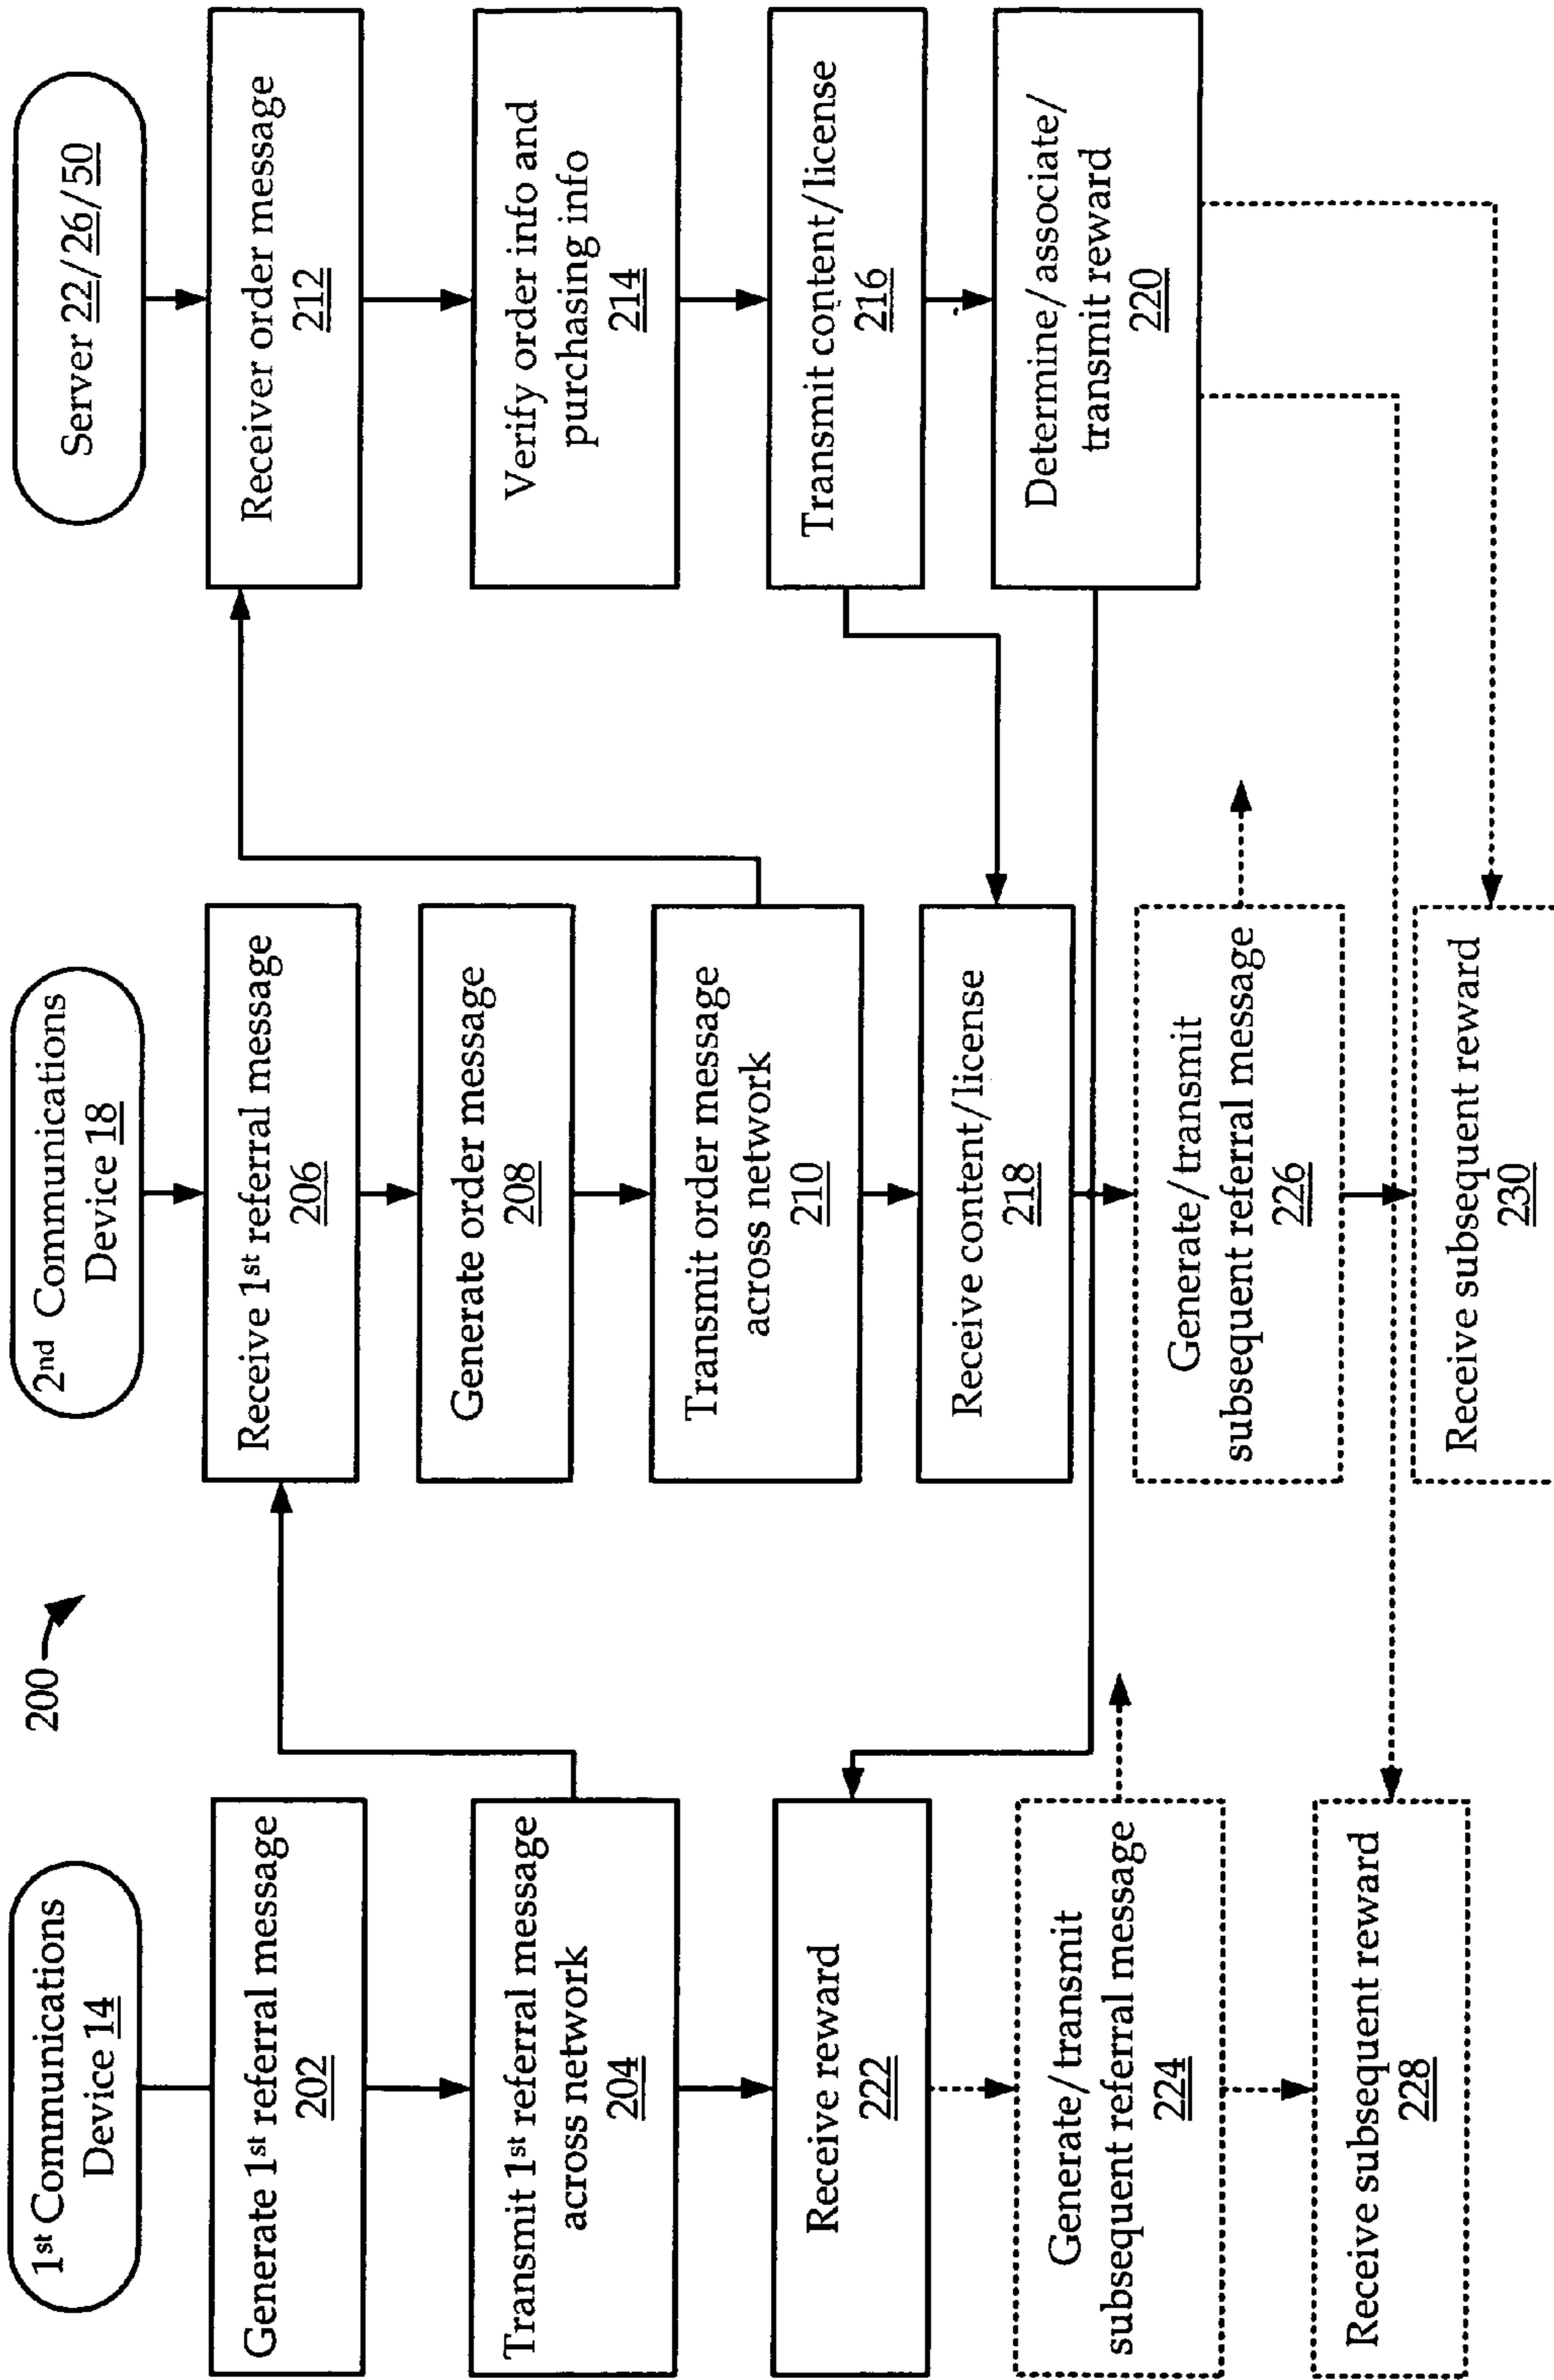 200
1st Communications
Device 14
Generate 1st referral message
202
Transmit 1st referral message
across network
204
Receive reward
222
Generate/transmit
subsequent referral message
224
Receive subsequent reward
228
2nd Communications
Device 18
Receive 1st referral message
206
Generate order message
208
Transmit order message
across network
210
Receive content/license
218
Generate/transmit
subsequent referral message
226
Receive subsequent reward
230
Server 22/26/50
Receiver order message
212
Verify order info and
purchasing info
214
Transmit content/license
216
Determine/associate/
transmit reward
220